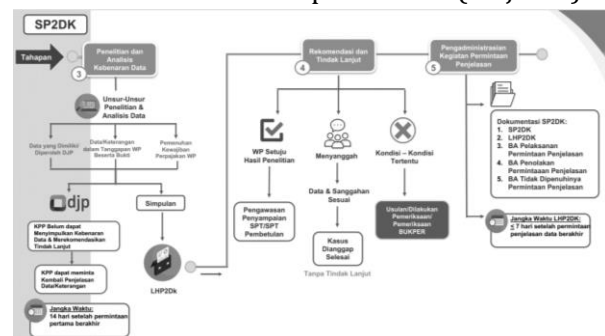 SP2DK
Tahapan
Penelitian dan
Analisis
Kebenaran Data
3
Unsur-Unsur
Penelitian &
Analisis Data
Data yang Dimiliki/
Diperoleh DJP
Data/Keterangan
dalam Tanggapan WP
Beserta Bukti
Pemenuhan
Kewajiban
Perpajakan WP
djp
Simpulan
KPP Belum dapat
Menyimpulkan Kebenaran
Data & Merekomendasikan
Tindak Lanjut
KPP dapat meminta
Kembali Penjelasan
Data/Keterangan
Jangka Waktu:
14 hari setelah permintaan
pertama berakhir
LHP2Dk
Rekomendasi dan
Tindak Lanjut
4
WP Setuju
Hasil Penelitian
Pengawasan
Penyampaian
SPT/SPT
Pembetulan
Menyanggah
Data & Sanggahan
Sesuai
Kasus
Dianggap
Selesai
Tanpa Tindak Lanjut
Kondisi – Kondisi
Tertentu
Usulan/Dilakukan
Pemeriksaan/
Pemeriksaan
BUKPER
Pengadministrasian
Kegiatan Permintaan
Penjelasan
5
Dokumentasi SP2DK:
1. SP2DK
2. LHP2DK
3. BA Pelaksanaan
Permintaan Penjelasan
4. BA Penolakan
Permintaaan Penjelasan
5. BA Tidak Dipenuhinya
Permintaan Penjelasan
Jangka Waktu LHP2DK:
≤ 7 hari setelah permintaan
penjelasan data berakhir